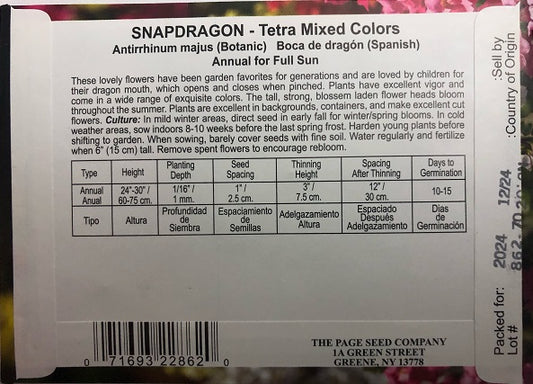 SNAPDRAGON - Tetra Mixed Colors
Antirrhinum majus (Botanic) Boca de dragón (Spanish)
Annual for Full Sun
These lovely flowers have been garden favorites for generations and are loved by children for
their dragon mouth, which opens and closes when pinched. Plants have excellent vigor and
come in a wide range of exquisite colors. The tall, strong, blossem laden flower heads bloom
throughout the summer. Plants are excellent in backgrounds, containers, and make excellent cut
flowers. Culture: In mild winter areas, direct seed in early fall for winter/spring blooms. In cold
weather areas, sow indoors 8-10 weeks before the last spring frost. Harden young plants before
shifting to garden. When sowing, barely cover seeds with fine soil. Water regularly and fertilize
when 6" (15 cm) tall. Remove spent flowers to encourage rebloom.
Type Height Planting Depth Seed Spacing Thinning Height Spacing After Thinning Days to Germination
Annual Anual 24"-30" / 60-75 cm. 1/16" / 1 mm. 1" / 2.5 cm. 3" / 7.5 cm. 12" / 30 cm. 10-15
Tipo Altura Profundidad de Siembra Espaciamiento de Semillas Adelgazamiento Altura Espaciado Después Adelgazamiento Dias de Germinación
0 71693 22862 0
THE PAGE SEED COMPANY
1A GREEN STREET
GREENE, NY 13778
Packed for: 2024 12/24 :Sell by
Lot# :Country of Origin